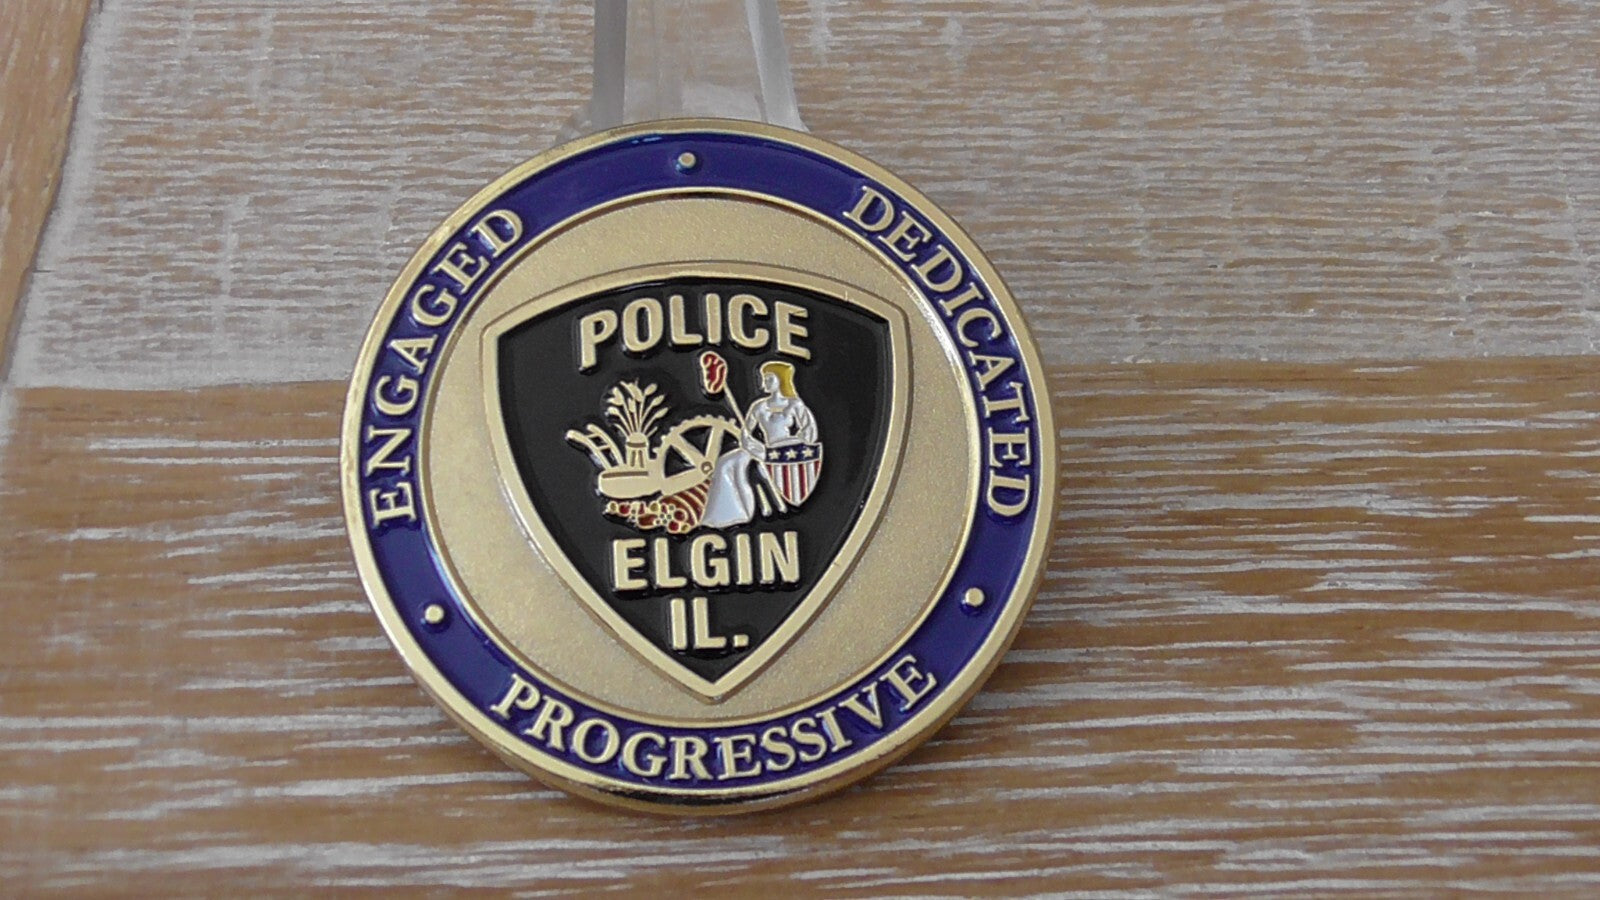 ENGAGED
DEDICATED
PROGRESSIVE
POLICE
ELGIN
IL.